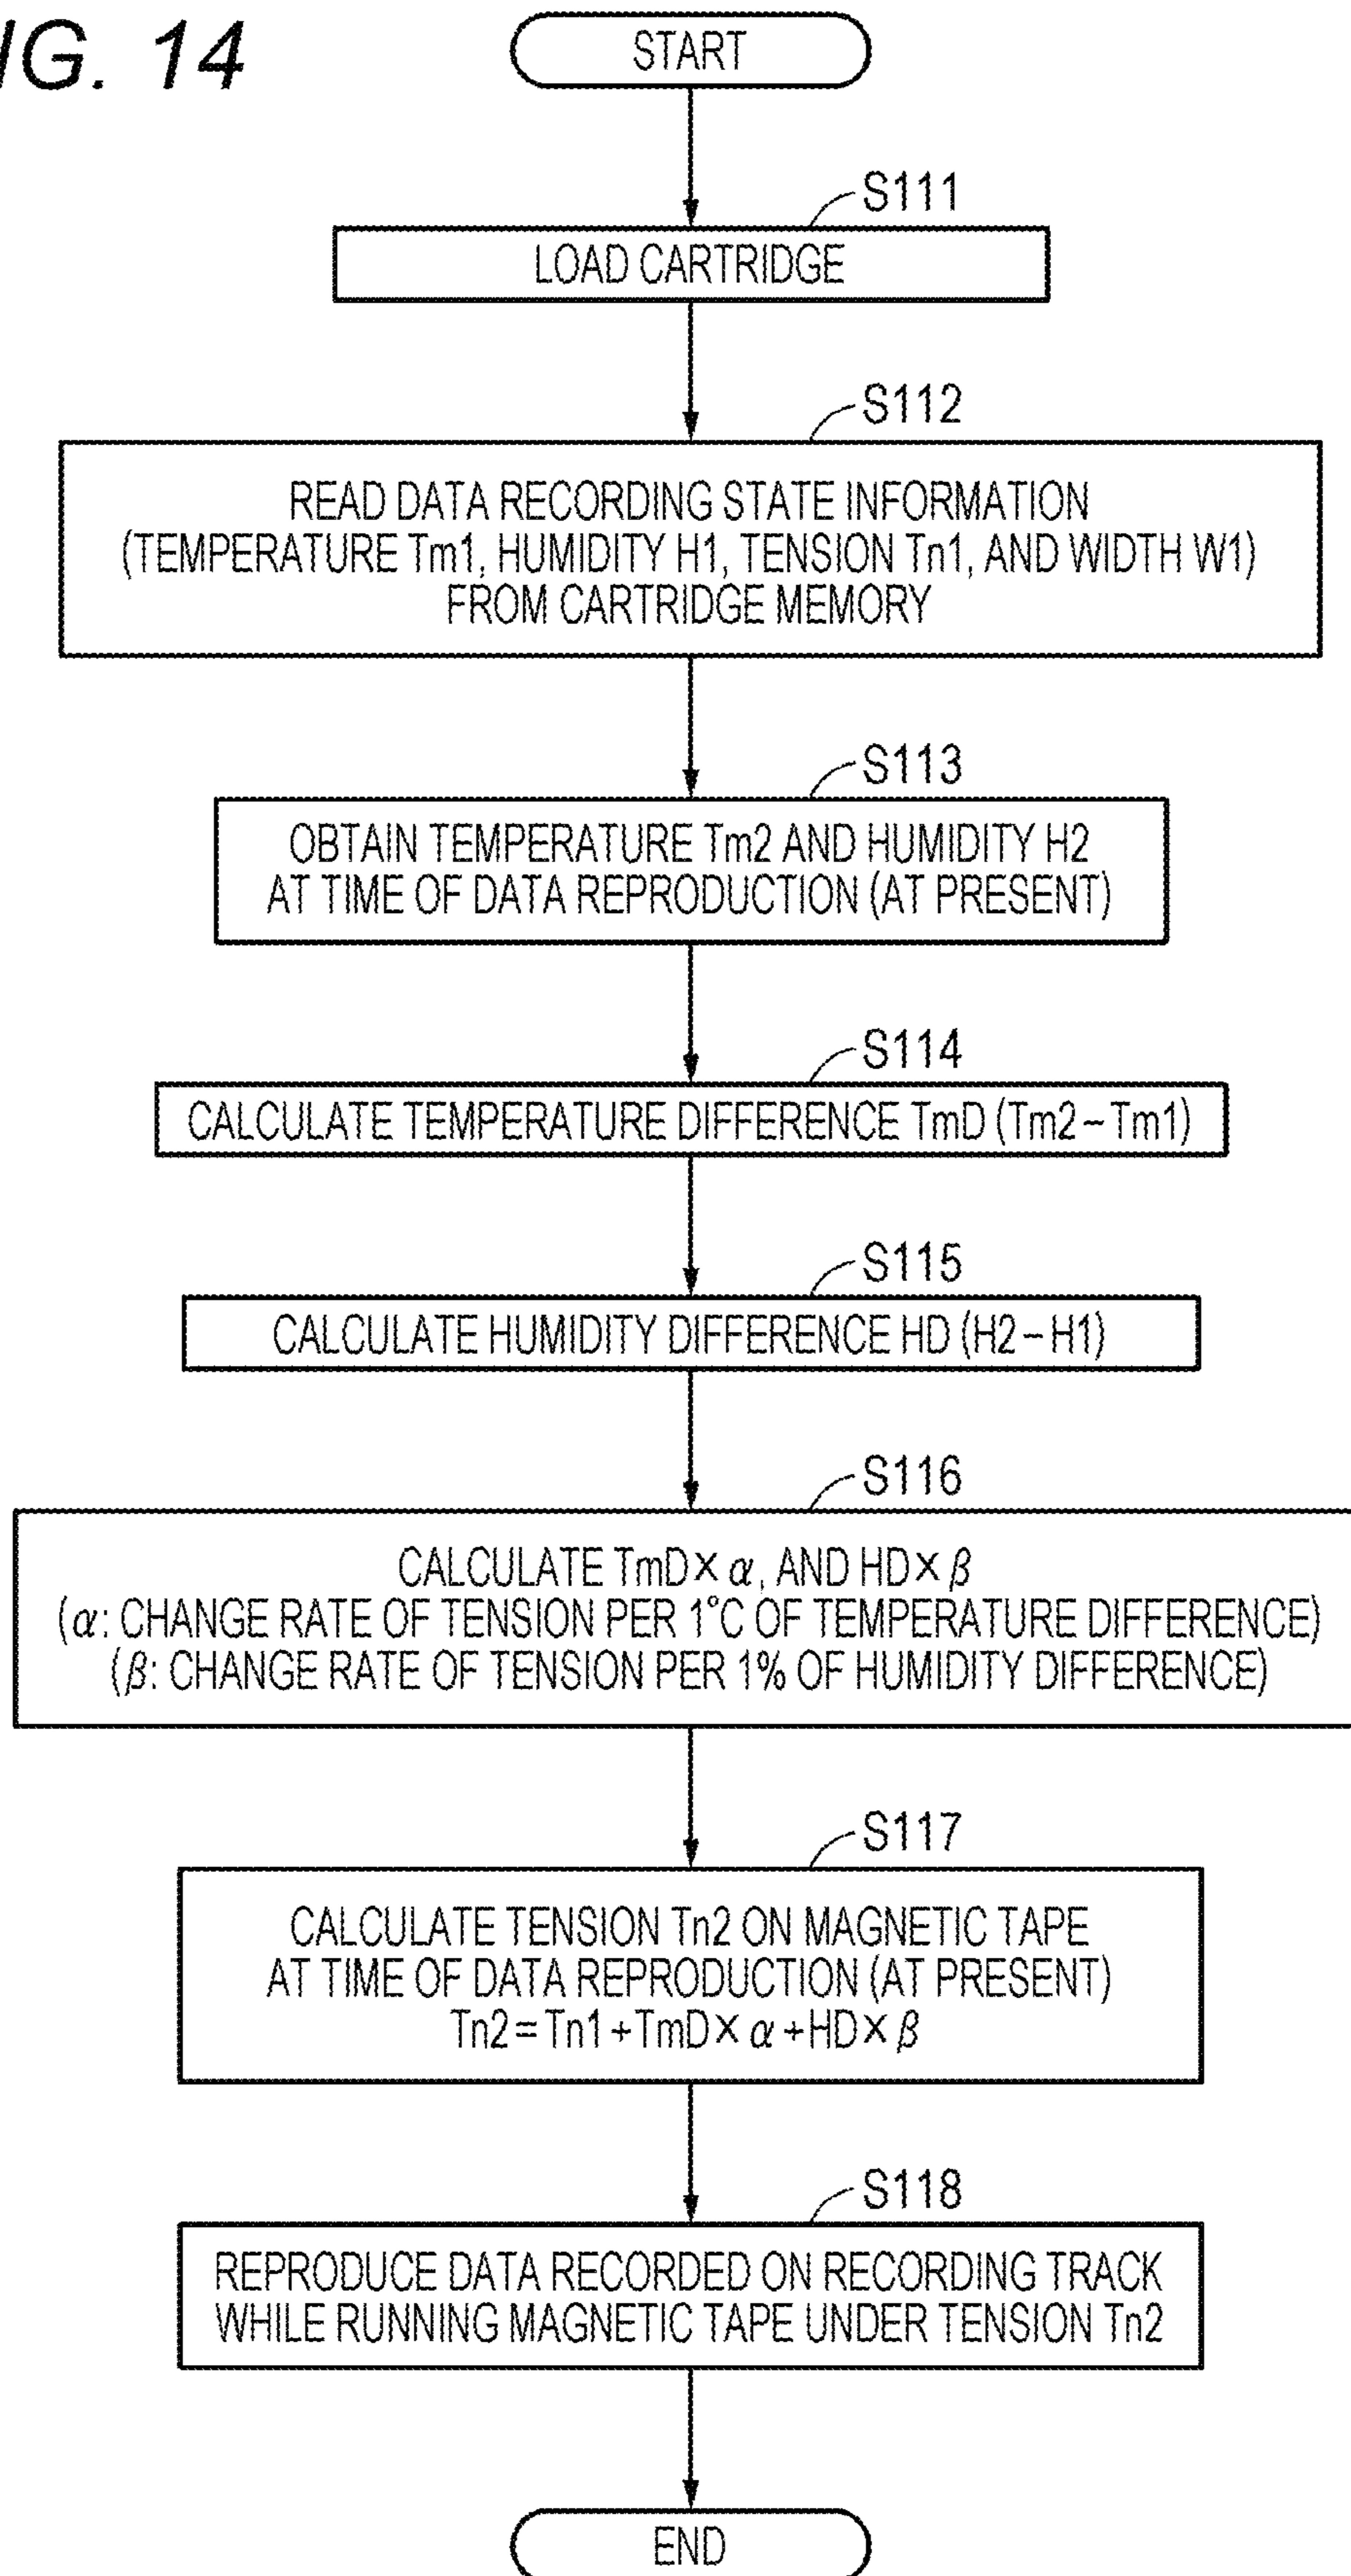 IG. 14
START
S111
LOAD CARTRIDGE
S112
READ DATA RECORDING STATE INFORMATION
(TEMPERATURE Tm1, HUMIDITY H1, TENSION Tn1, AND WIDTH W1)
FROM CARTRIDGE MEMORY
S113
OBTAIN TEMPERATURE Tm2 AND HUMIDITY H2
AT TIME OF DATA REPRODUCTION (AT PRESENT)
S114
CALCULATE TEMPERATURE DIFFERENCE TmD (Tm2 – Tm1)
S115
CALCULATE HUMIDITY DIFFERENCE HD (H2 – H1)
S116
CALCULATE TmD × α, AND HD × β
(α: CHANGE RATE OF TENSION PER 1°C OF TEMPERATURE DIFFERENCE)
(β: CHANGE RATE OF TENSION PER 1% OF HUMIDITY DIFFERENCE)
S117
CALCULATE TENSION Tn2 ON MAGNETIC TAPE
AT TIME OF DATA REPRODUCTION (AT PRESENT)
Tn2 = Tn1 + TmD × α + HD × β
S118
REPRODUCE DATA RECORDED ON RECORDING TRACK
WHILE RUNNING MAGNETIC TAPE UNDER TENSION Tn2
END